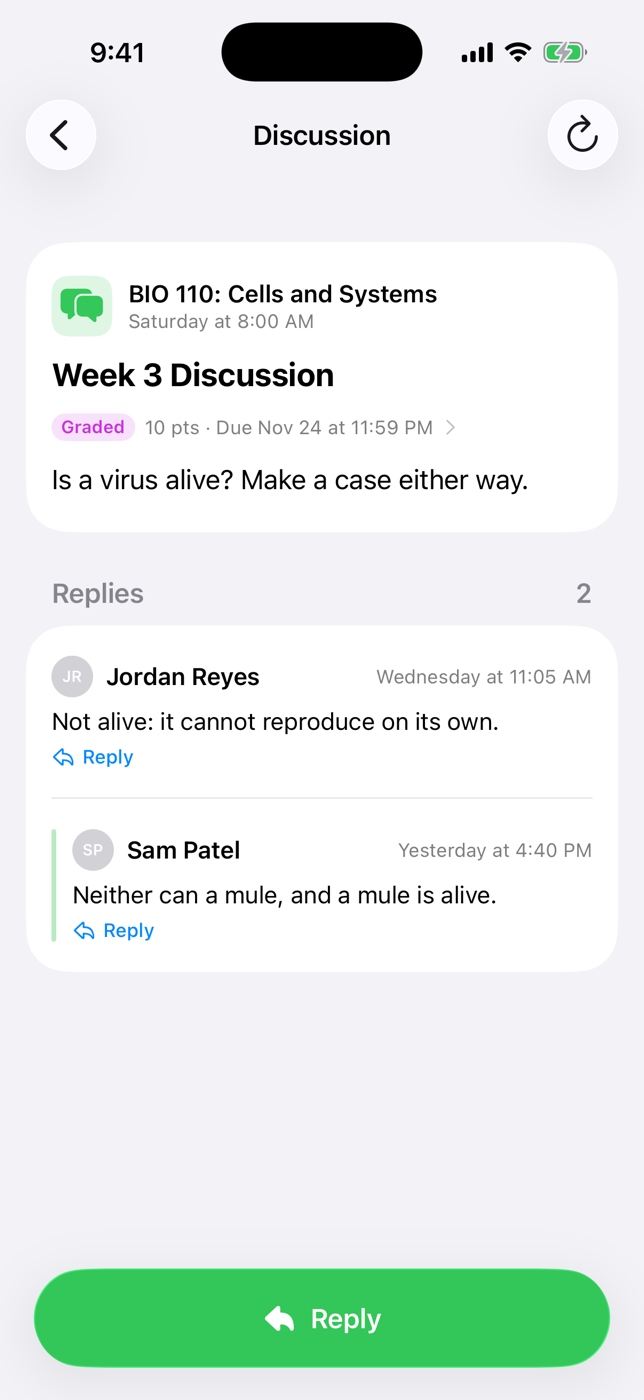 9:41
Discussion
BIO 110: Cells and Systems
Saturday at 8:00 AM
Week 3 Discussion
Graded 10 pts · Due Nov 24 at 11:59 PM
Is a virus alive? Make a case either way.
Replies 2
JR Jordan Reyes Wednesday at 11:05 AM
Not alive: it cannot reproduce on its own.
Reply
SP Sam Patel Yesterday at 4:40 PM
Neither can a mule, and a mule is alive.
Reply
Reply